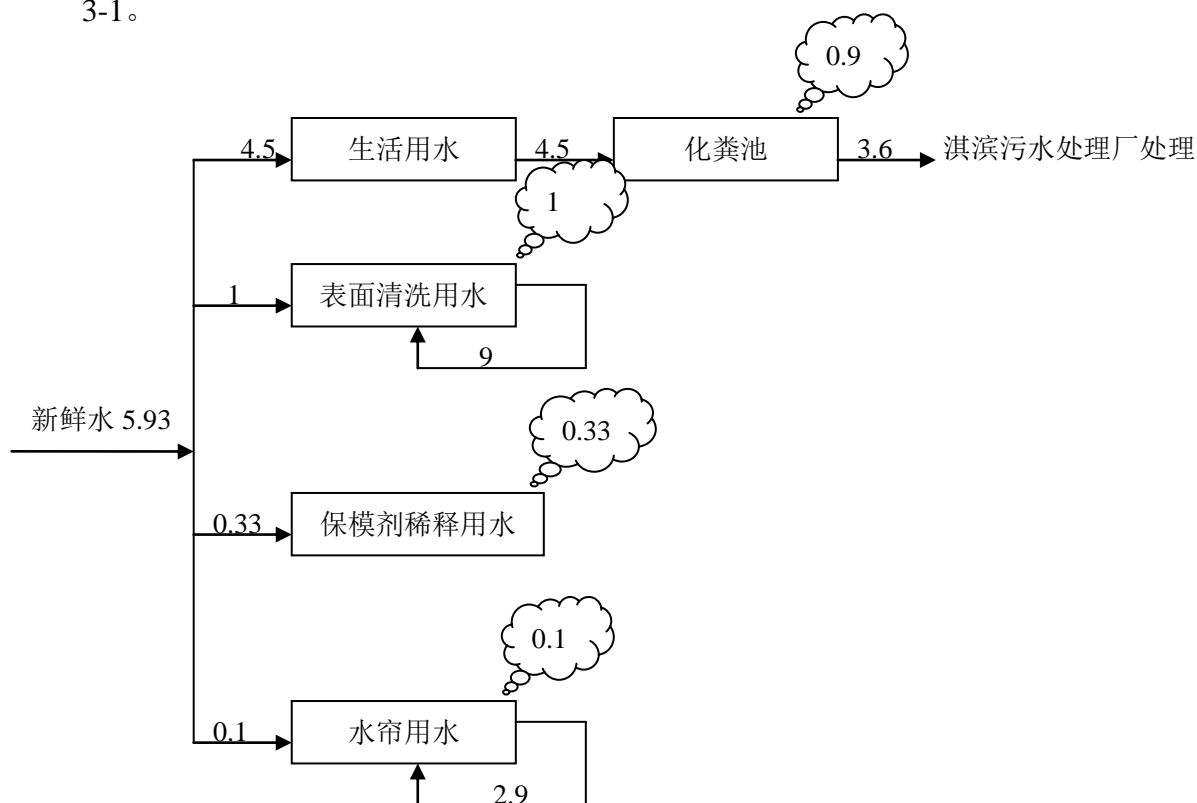 3-1。
0.9
4.5
生活用水
4.5
化粪池
3.6
淇滨污水处理厂处理
1
1
表面清洗用水
9
新鲜水 5.93
0.33
0.33
保模剂稀释用水
0.1
0.1
水帘用水
2.9